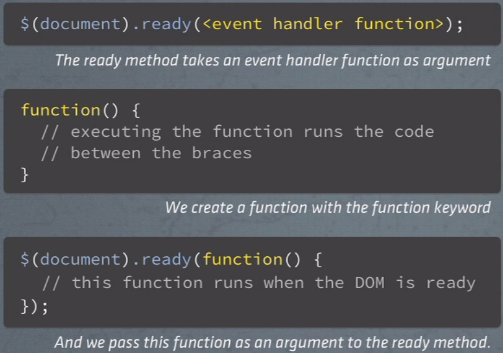 $(document).ready(<event handler function>);
The ready method takes an event handler function as argument
function() {
// executing the function runs the code
// between the braces
}
We create a function with the function keyword
$(document).ready(function() {
// this function runs when the DOM is ready
});
And we pass this function as an argument to the ready method.